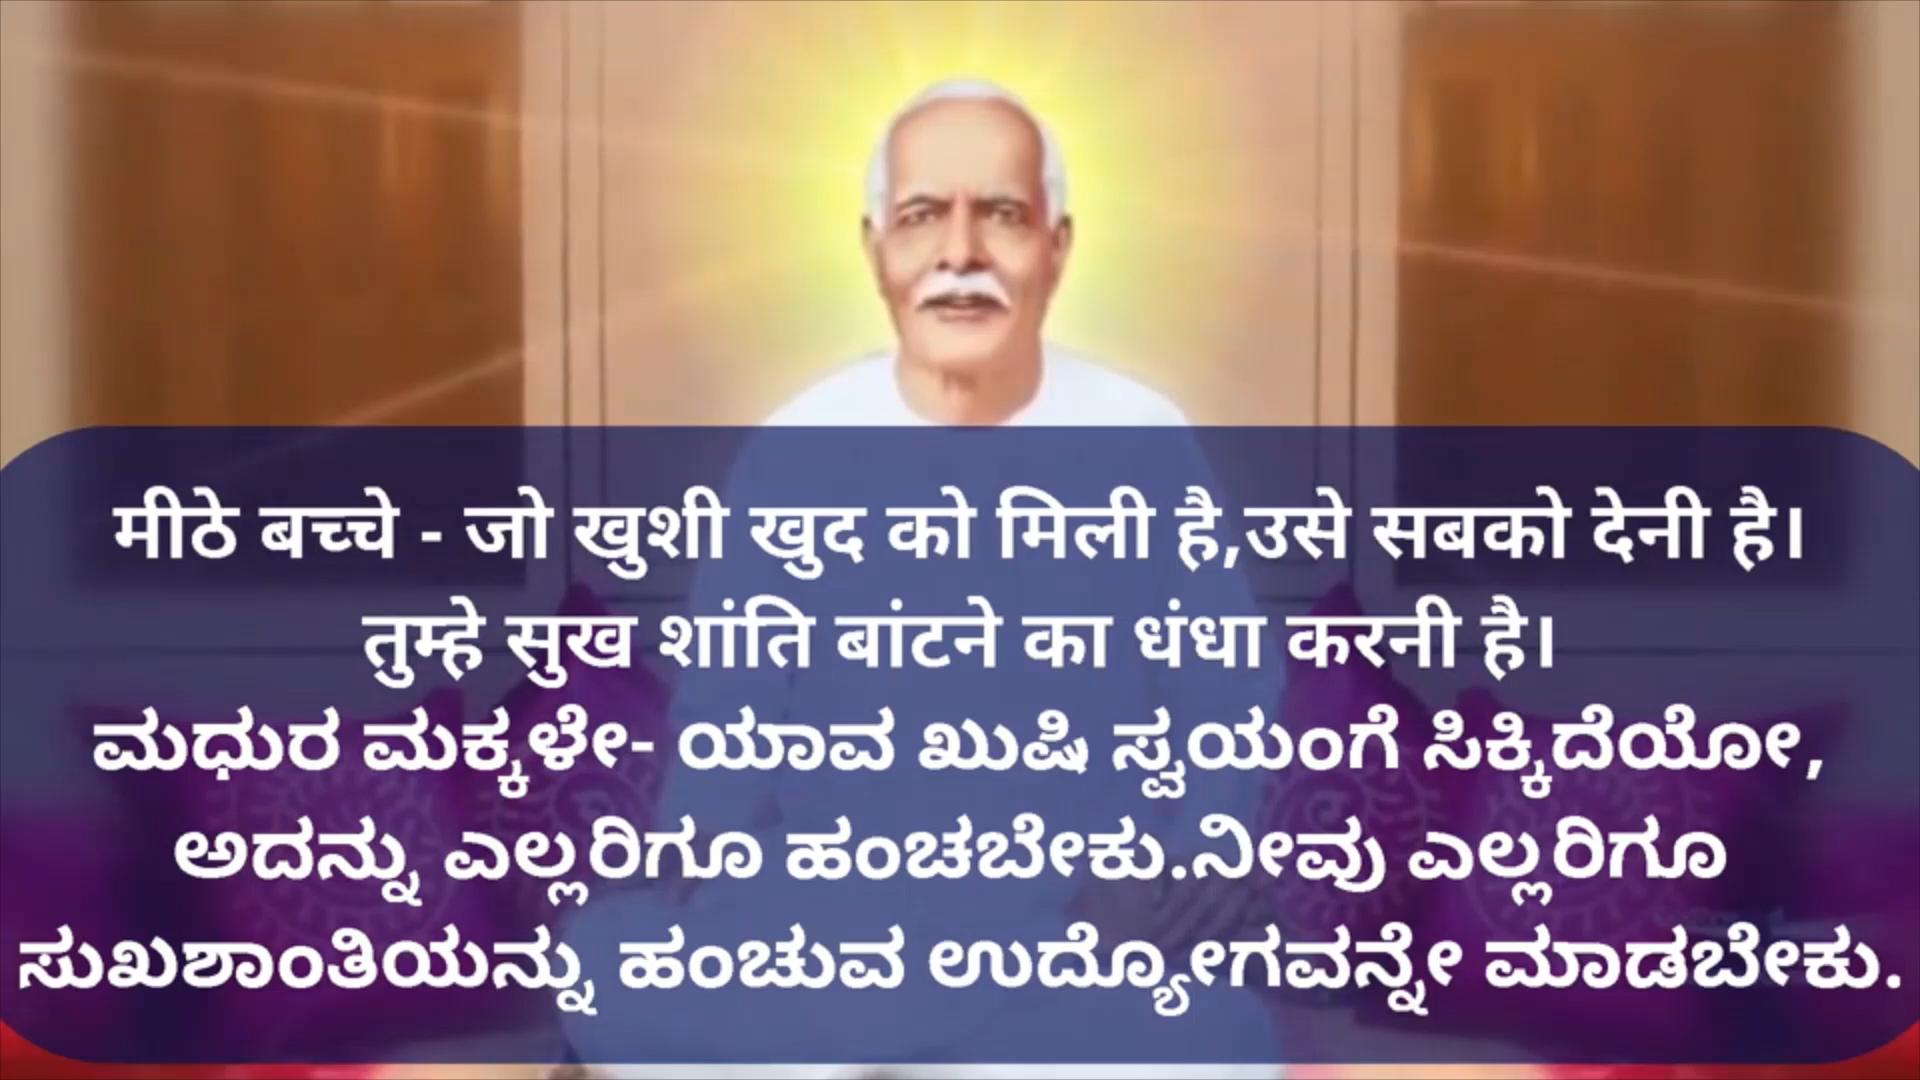 मीठे बच्चे - जो खुशी खुद को मिली है,उसे सबको देनी है।
तुम्हे सुख शांति बांटने का धंधा करनी है।
ಮಧುರ ಮಕ್ಕಳೇ- ಯಾವ ಖುಷಿ ಸ್ವಯಂಗೆ ಸಿಕ್ಕಿದೆಯೋ,
ಅದನ್ನು ಎಲ್ಲರಿಗೂ ಹಂಚಬೇಕು.ನೀವು ಎಲ್ಲರಿಗೂ
ಸುಖಶಾಂತಿಯನ್ನು ಹಂಚುವ ಉದ್ಯೋಗವನ್ನೇ ಮಾಡಬೇಕು.